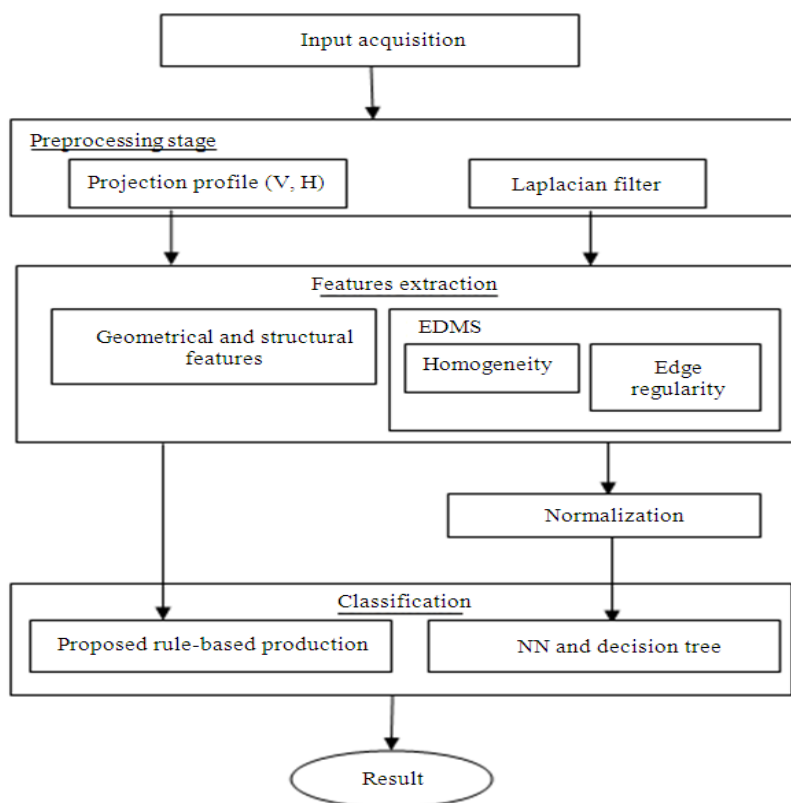 Input acquisition
Preprocessing stage
Projection profile (V, H)
Laplacian filter
Features extraction
Geometrical and structural
features
EDMS
Homogeneity
Edge
regularity
Normalization
Classification
Proposed rule-based production
NN and decision tree
Result